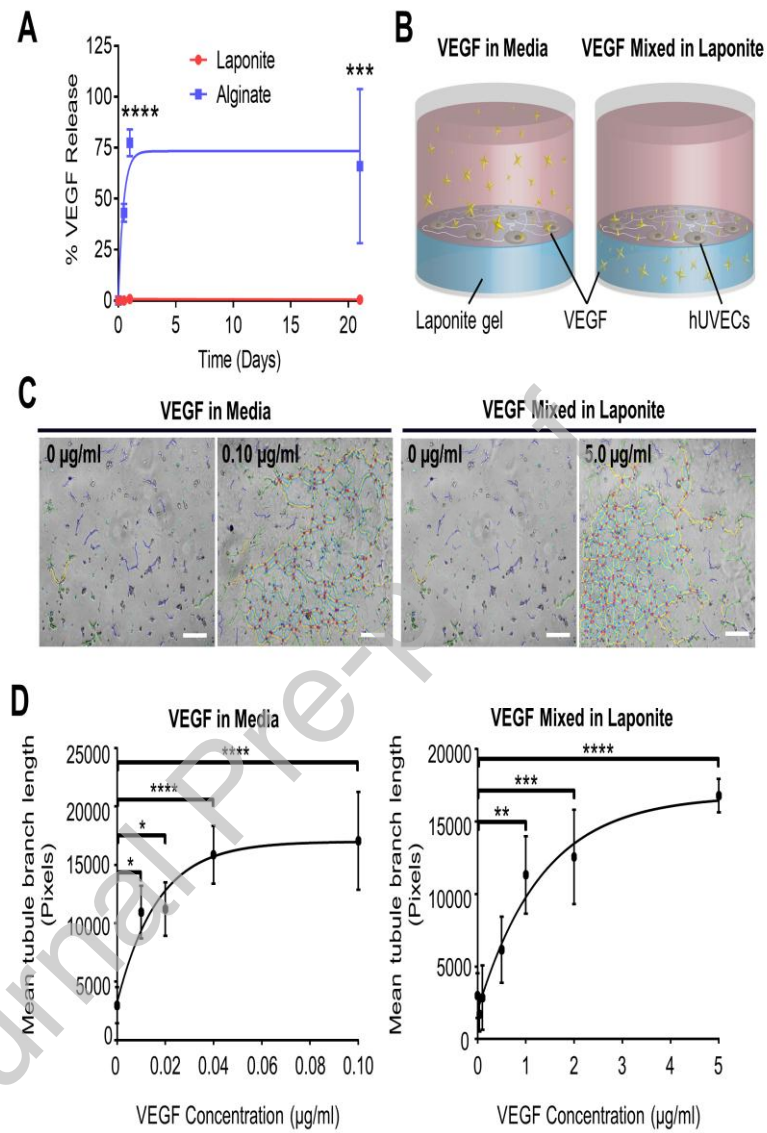 A
125
100
75
50
25
0
% VEGF Release
Laponite
Alginate
****
***
0 5 10 15 20
Time (Days)
B
VEGF in Media VEGF Mixed in Laponite
Laponite gel VEGF hUVECs
C
VEGF in Media VEGF Mixed in Laponite
0 µg/ml 0.10 µg/ml 0 µg/ml 5.0 µg/ml
D
VEGF in Media
Mean tubule branch length
(Pixels)
25000
20000
15000
10000
5000
0
****
****
*
*
0 0.02 0.04 0.06 0.08 0.10
VEGF Concentration (µg/ml)
VEGF Mixed in Laponite
Mean tubule branch length
(Pixels)
20000
15000
10000
5000
0
****
***
**
0 1 2 3 4 5
VEGF Concentration (µg/ml)
urnal Pre-p f